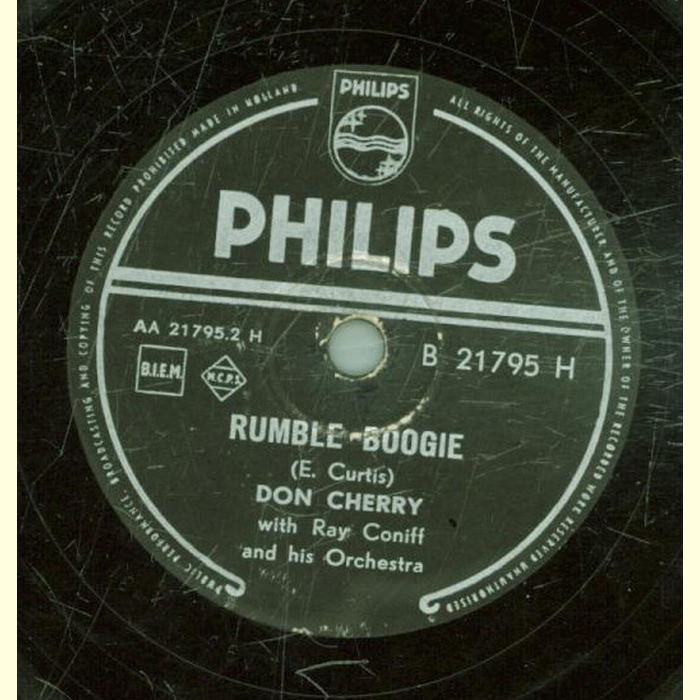 PHILIPS
ALL RIGHTS OF THE MANUFACTURER AND OF THE OWNER OF THE RECORDED WORK RESERVED UNAUTHORISED
PUBLIC PERFORMANCE, BROADCASTING AND COPYING OF THIS RECORD PROHIBITED MADE IN HOLLAND
PHILIPS
AA 21795.2 H
B 21795 H
B.I.E.M.
M.C.P.S.
RUMBLE BOOGIE
(E. Curtis)
DON CHERRY
with Ray Coniff
and his Orchestra